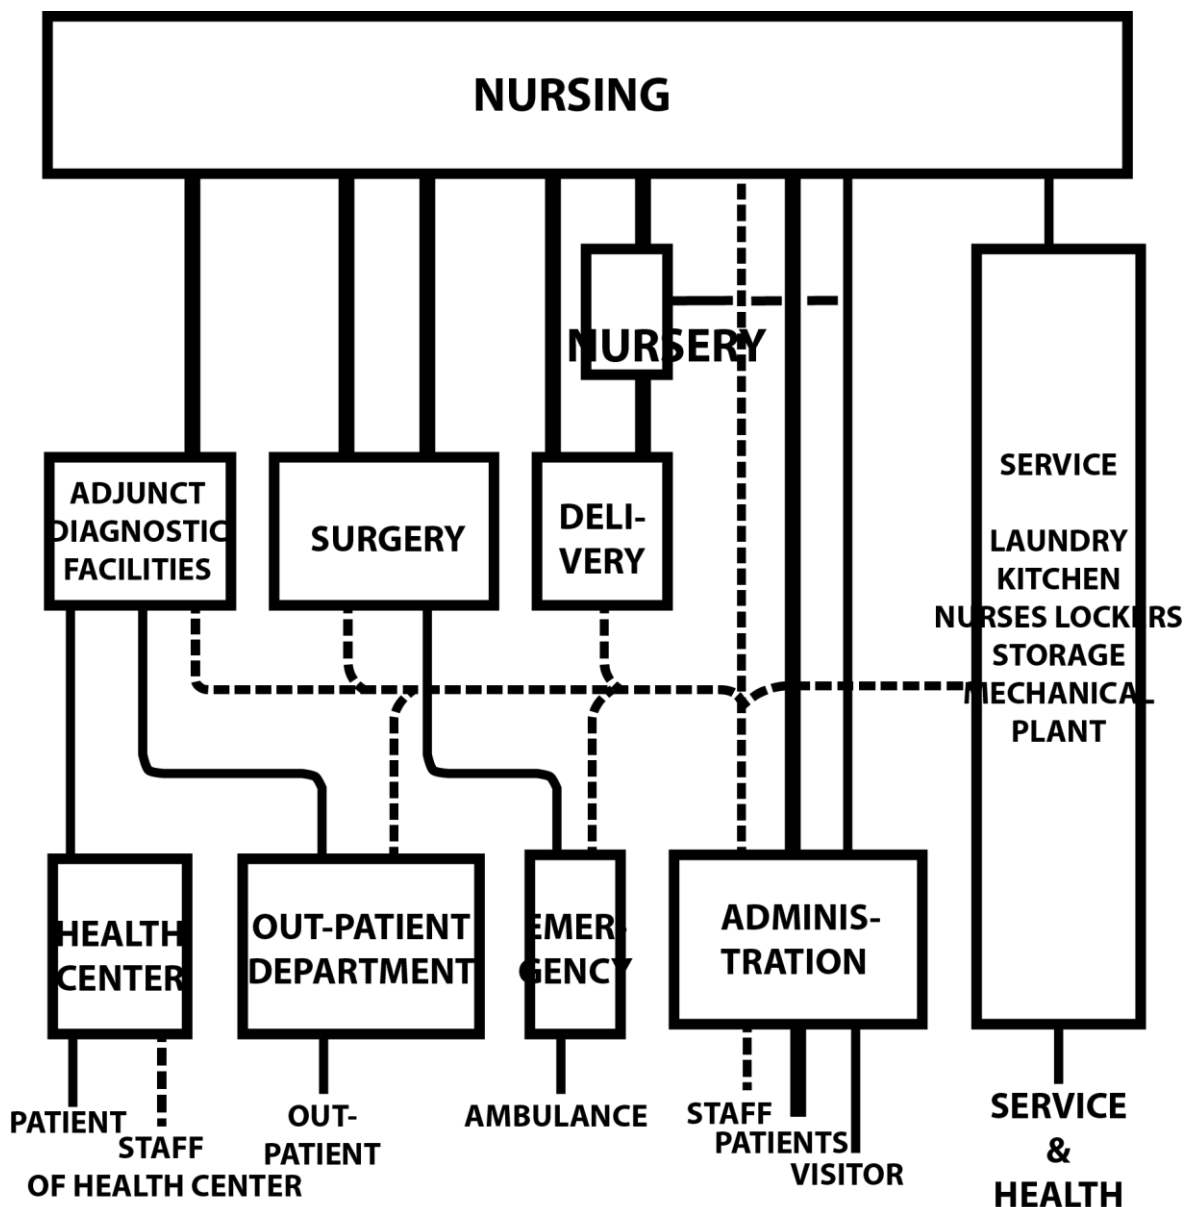 NURSING
NURSERY
ADJUNCT
DIAGNOSTIC
FACILITIES
SURGERY
DELI-
VERY
SERVICE
LAUNDRY
KITCHEN
NURSES LOCKERS
STORAGE
MECHANICAL
PLANT
HEALTH
CENTER
OUT-PATIENT
DEPARTMENT
EMER-
GENCY
ADMINIS-
TRATION
PATIENT
STAFF
OF HEALTH CENTER
OUT-
PATIENT
AMBULANCE
STAFF
PATIENTS
VISITOR
SERVICE
&
HEALTH